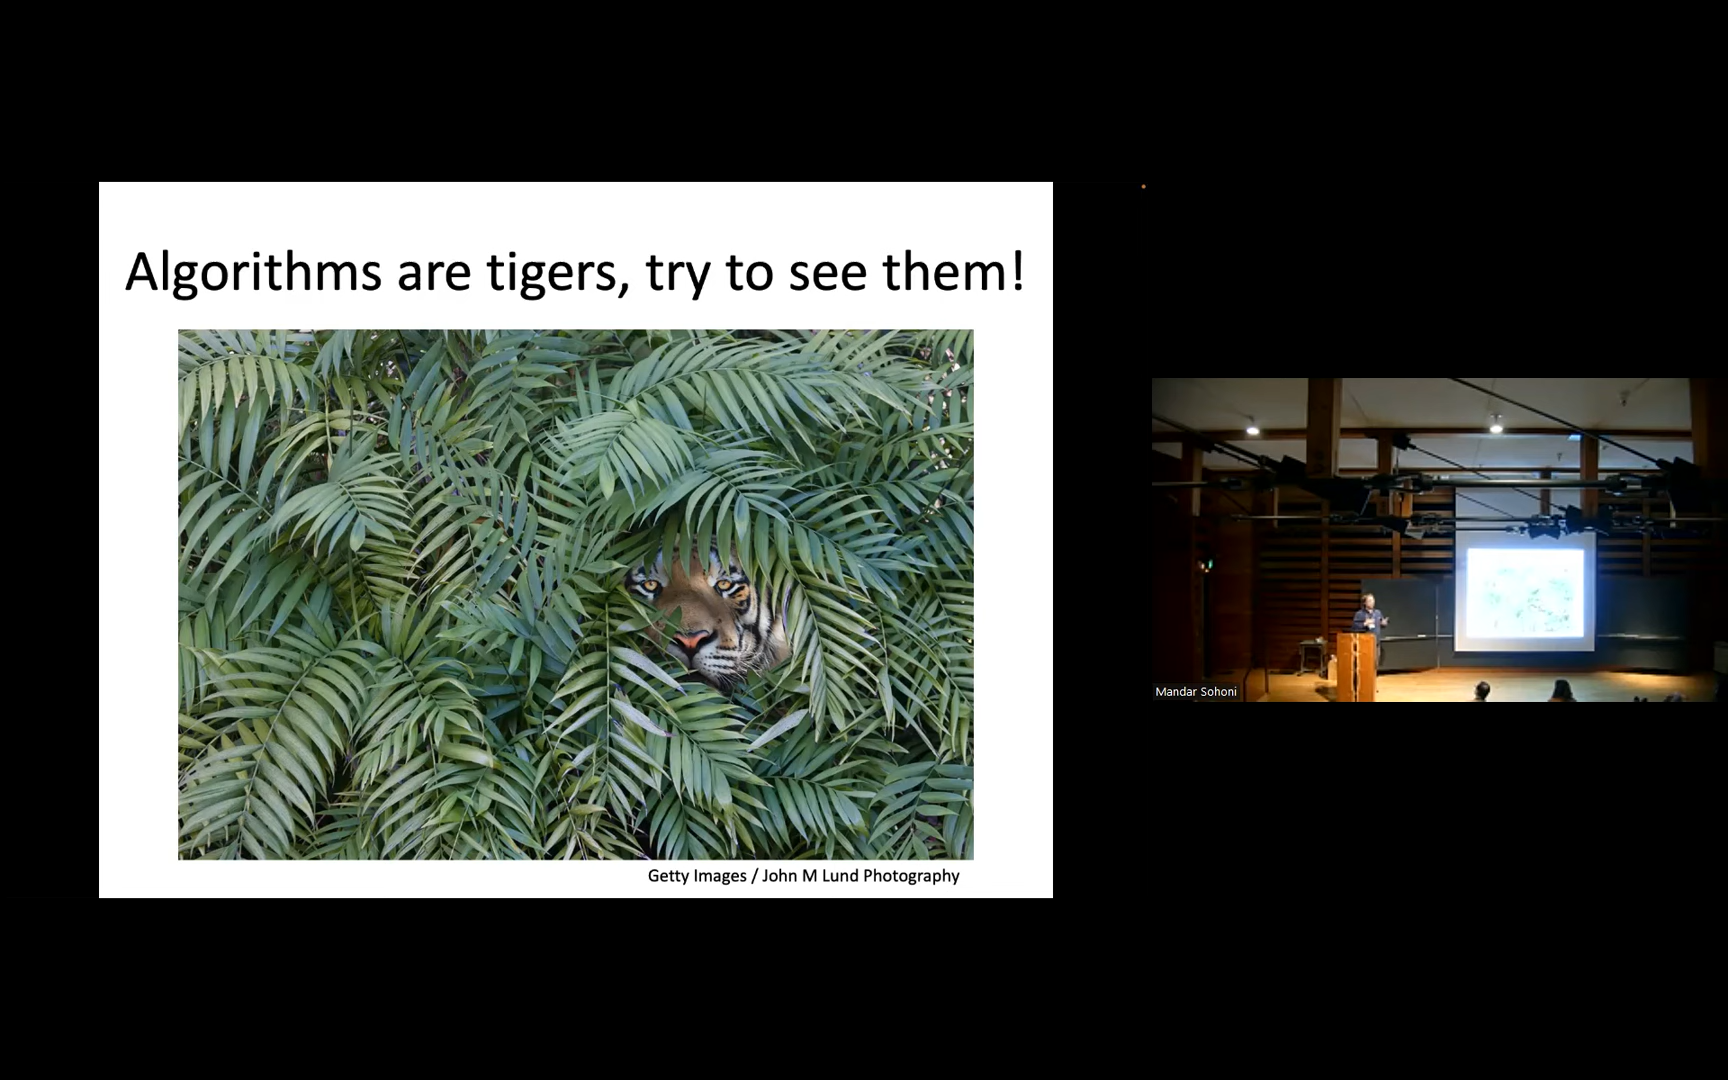 Algorithms are tigers, try to see them!
Getty Images / John M Lund Photography
Mandar Sohoni